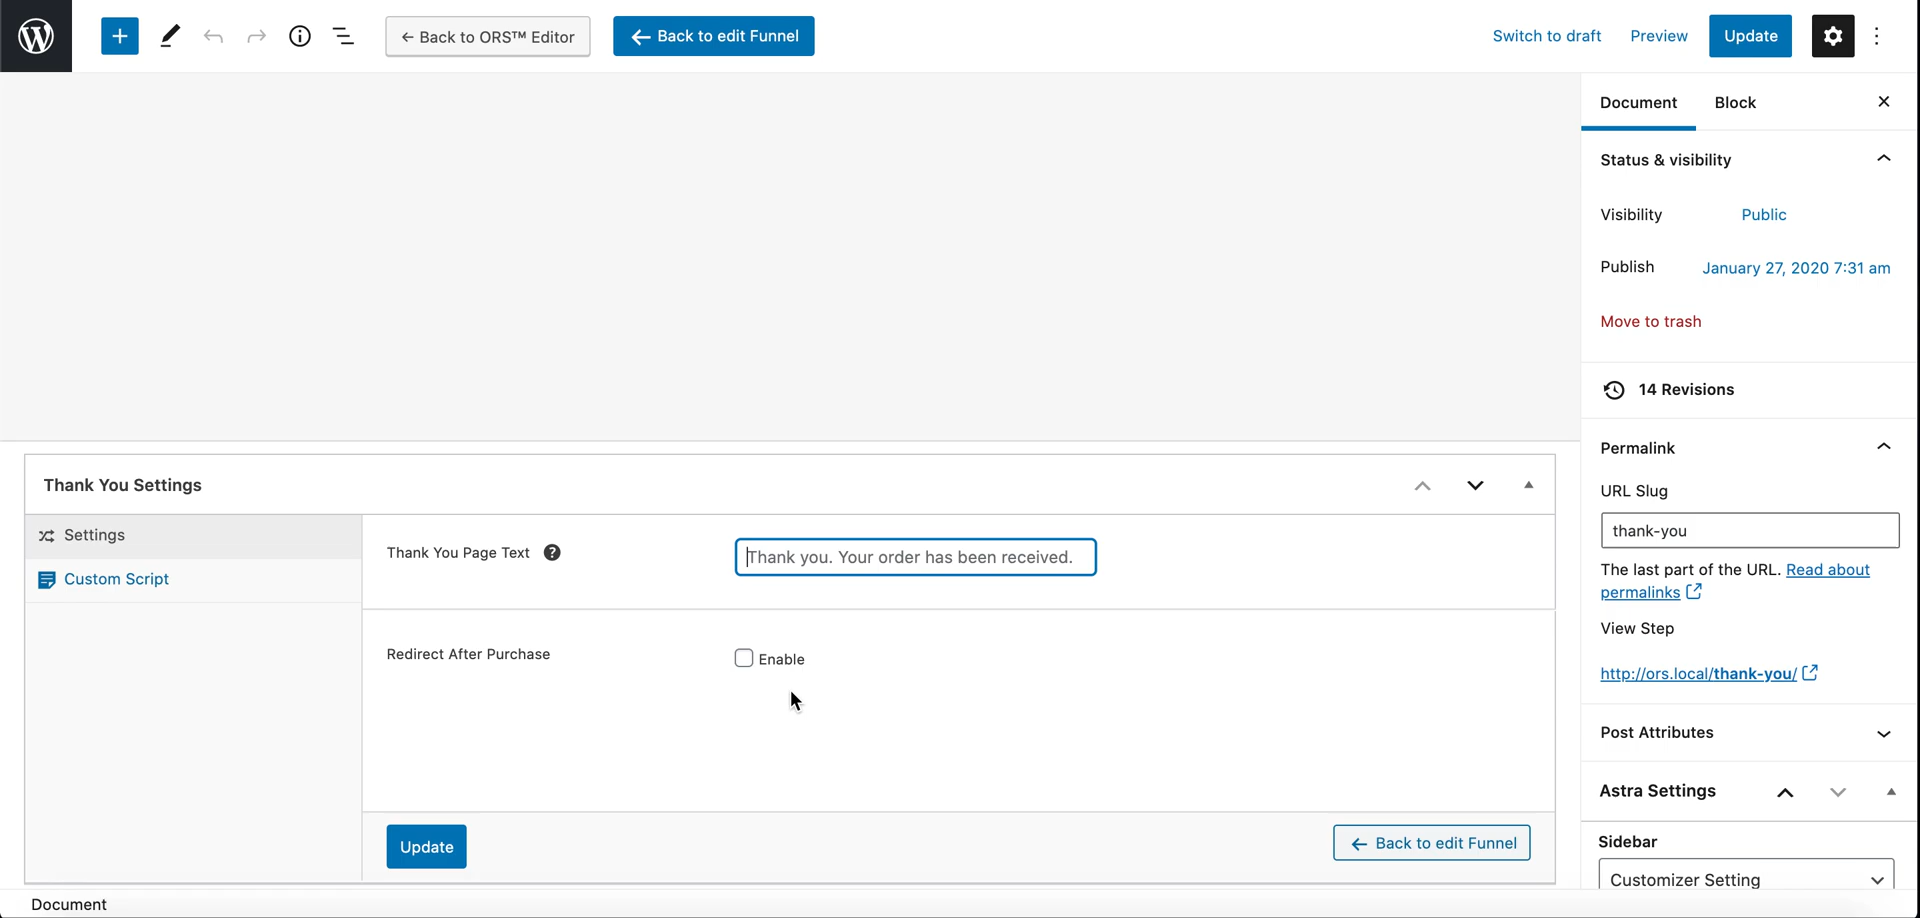 ← Back to ORS™ Editor
← Back to edit Funnel
Switch to draft
Preview
Update
Document
Block
Status & visibility
Visibility
Public
Publish
January 27, 2020 7:31 am
Move to trash
14 Revisions
Permalink
URL Slug
thank-you
The last part of the URL. Read about
permalinks
View Step
http://ors.local/thank-you/
Post Attributes
Astra Settings
Sidebar
Customizer Setting
Thank You Settings
Settings
Custom Script
Thank You Page Text
Thank you. Your order has been received.
Redirect After Purchase
Enable
Update
← Back to edit Funnel
Document